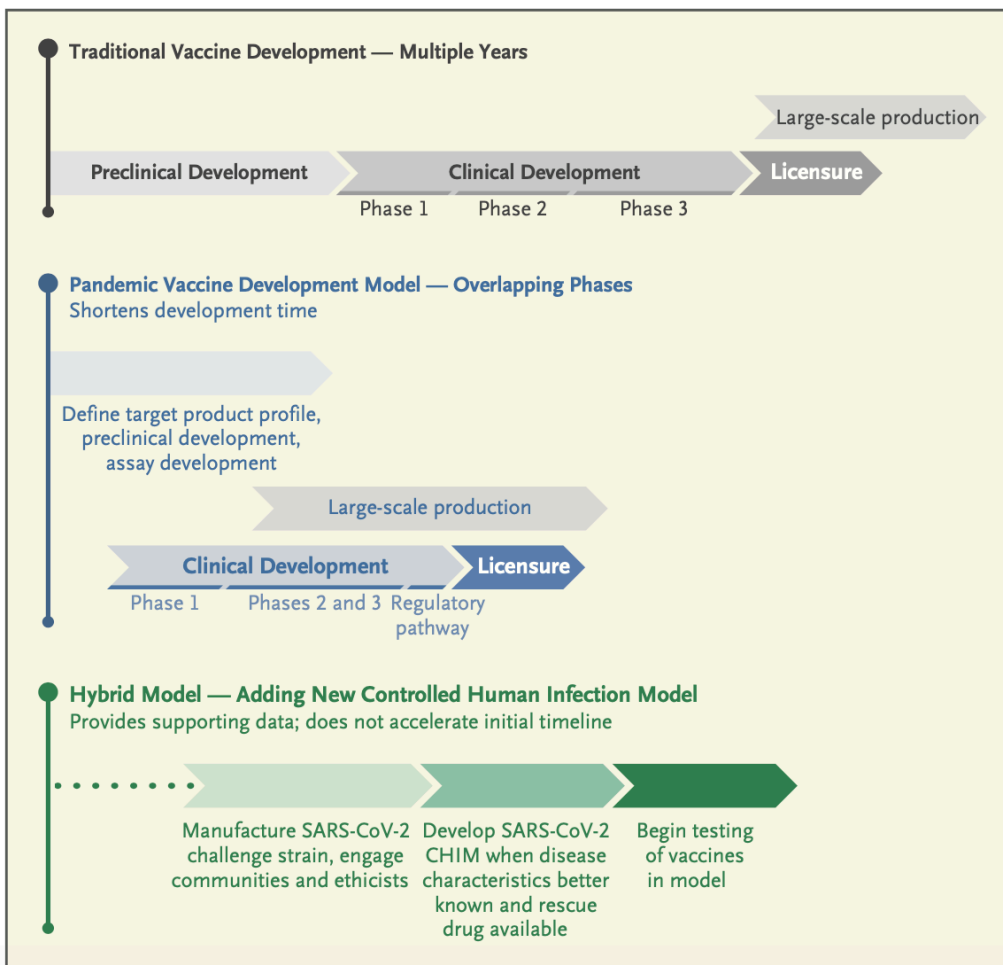 Traditional Vaccine Development — Multiple Years
Large-scale production
Preclinical Development
Clinical Development
Licensure
Phase 1
Phase 2
Phase 3
Pandemic Vaccine Development Model — Overlapping Phases
Shortens development time
Define target product profile,
preclinical development,
assay development
Large-scale production
Clinical Development
Licensure
Phase 1
Phases 2 and 3
Regulatory
pathway
Hybrid Model — Adding New Controlled Human Infection Model
Provides supporting data; does not accelerate initial timeline
Manufacture SARS-CoV-2
challenge strain, engage
communities and ethicists
Develop SARS-CoV-2
CHIM when disease
characteristics better
known and rescue
drug available
Begin testing
of vaccines
in model